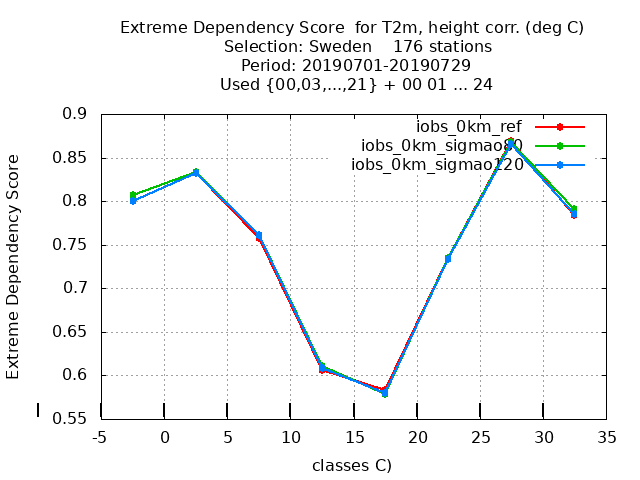 Extreme Dependency Score for T2m, height corr. (deg C)
Selection: Sweden 176 stations
Period: 20190701-20190729
Used {00,03,...,21} + 00 01 ... 24
iobs_0km_ref
iobs_0km_sigmao80
iobs_0km_sigmao120
Extreme Dependency Score
0.9
0.85
0.8
0.75
0.7
0.65
0.6
0.55
-5 0 5 10 15 20 25 30 35
classes C)